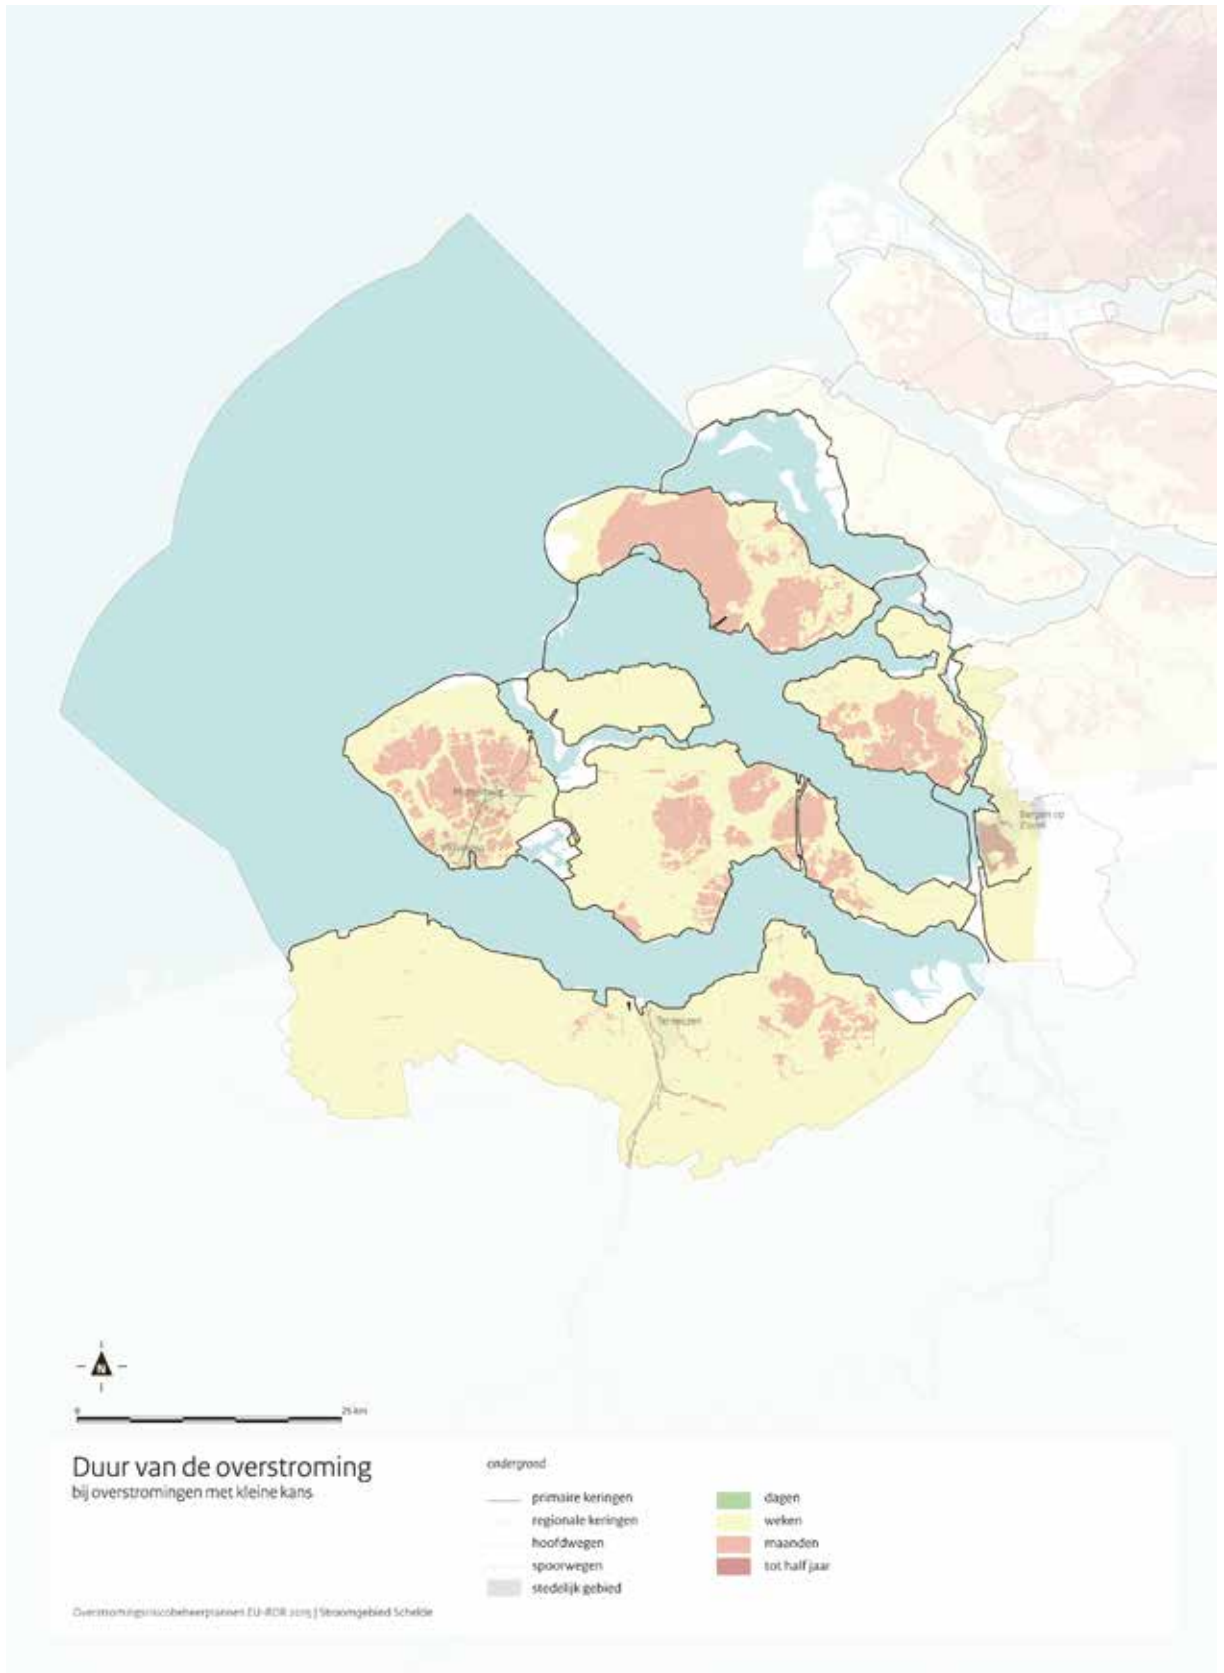 Bergen op
Zoom
Terneuzen
N
0
25 km
Duur van de overstroming
bij overstromingen met kleine kans
ondergrond
primaire keringen
regionale keringen
hoofdwegen
spoorwegen
stedelijk gebied
dagen
weken
maanden
tot half jaar
Overstromingsrisicobeheerplannen EU-ROR 2015 | Stroomgebied Schelde